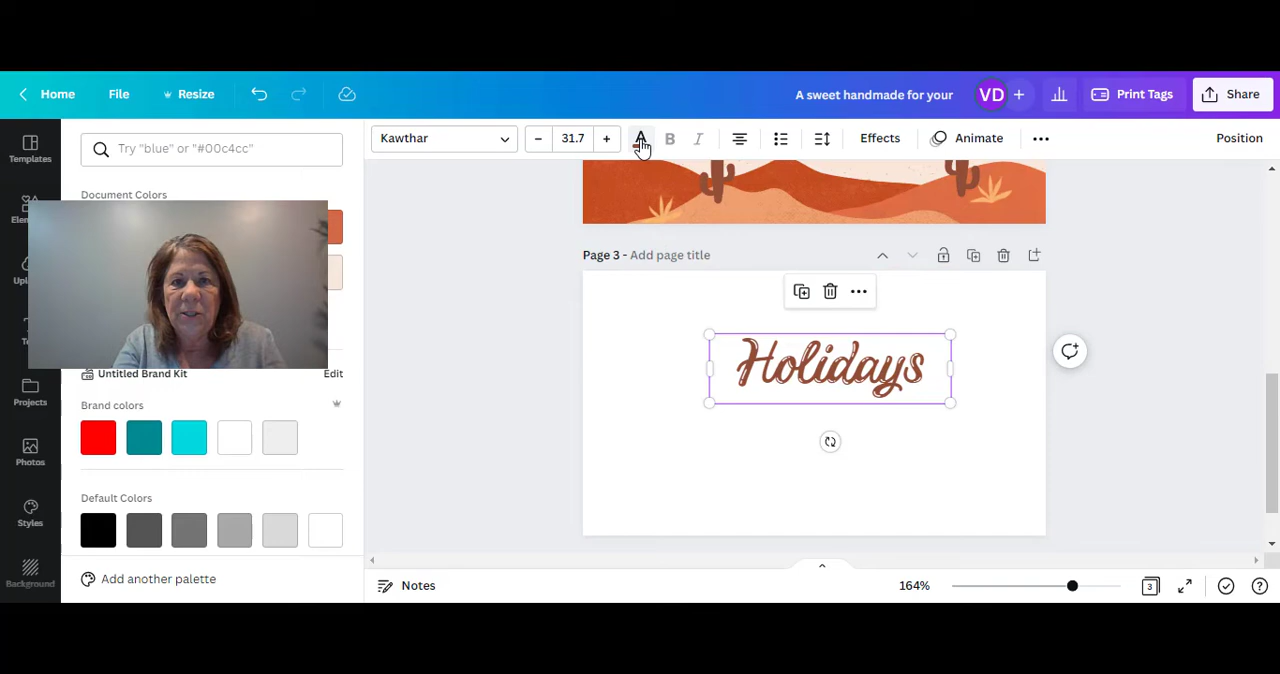 Home File Resize A sweet handmade for your VD + Print Tags Share
Kawthar – 31.7 + A B I Effects Animate Position
Templates
Try "blue" or "#00c4cc"
Document Colors
Page 3 - Add page title
Holidays
Untitled Brand Kit Edit
Projects
Brand colors
Photos
Default Colors
Styles
Background
Add another palette
Notes 164% 3